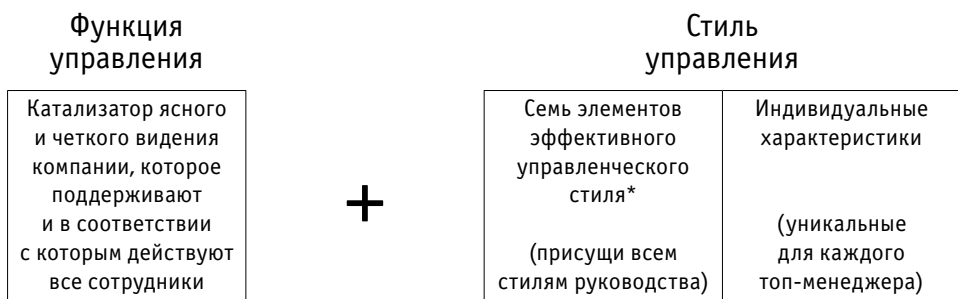 Функция
управления
Катализатор ясного
и четкого видения
компании, которое
поддерживают
и в соответствии
с которым действуют
все сотрудники
+
Стиль
управления
Семь элементов
эффективного
управленческого
стиля*
(присущи всем
стилям руководства)
Индивидуальные
характеристики
(уникальные
для каждого
топ-менеджера)